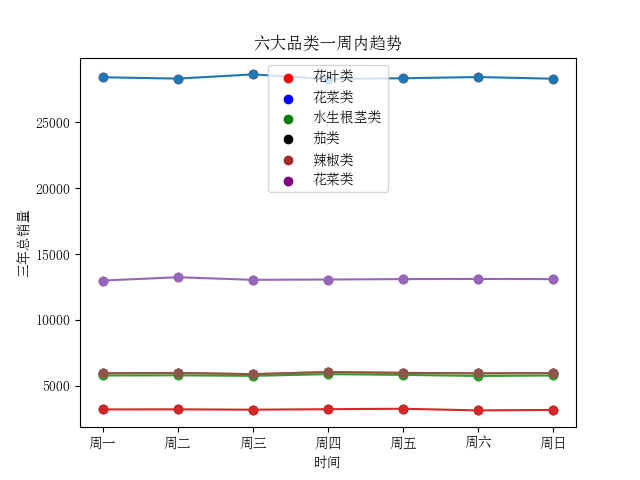 六大品类一周内趋势
花叶类
花菜类
水生根茎类
茄类
辣椒类
花菜类
三年总销量
25000
20000
15000
10000
5000
周一 周二 周三 周四 周五 周六 周日
时间